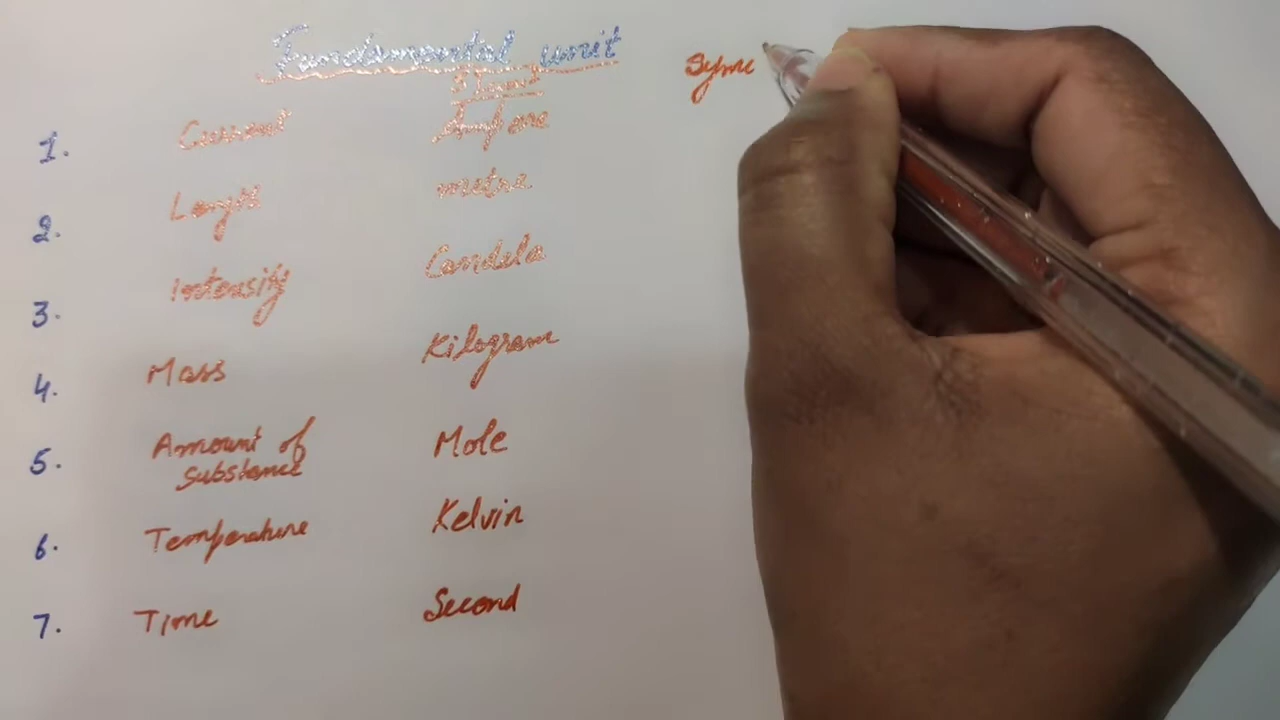 Fundamental unit
1. Current Ampere
2. Length metre
3. Intensity Candela
4. Mass Kilogram
5. Amount of substance Mole
6. Temperature Kelvin
7. Time Second
Sym